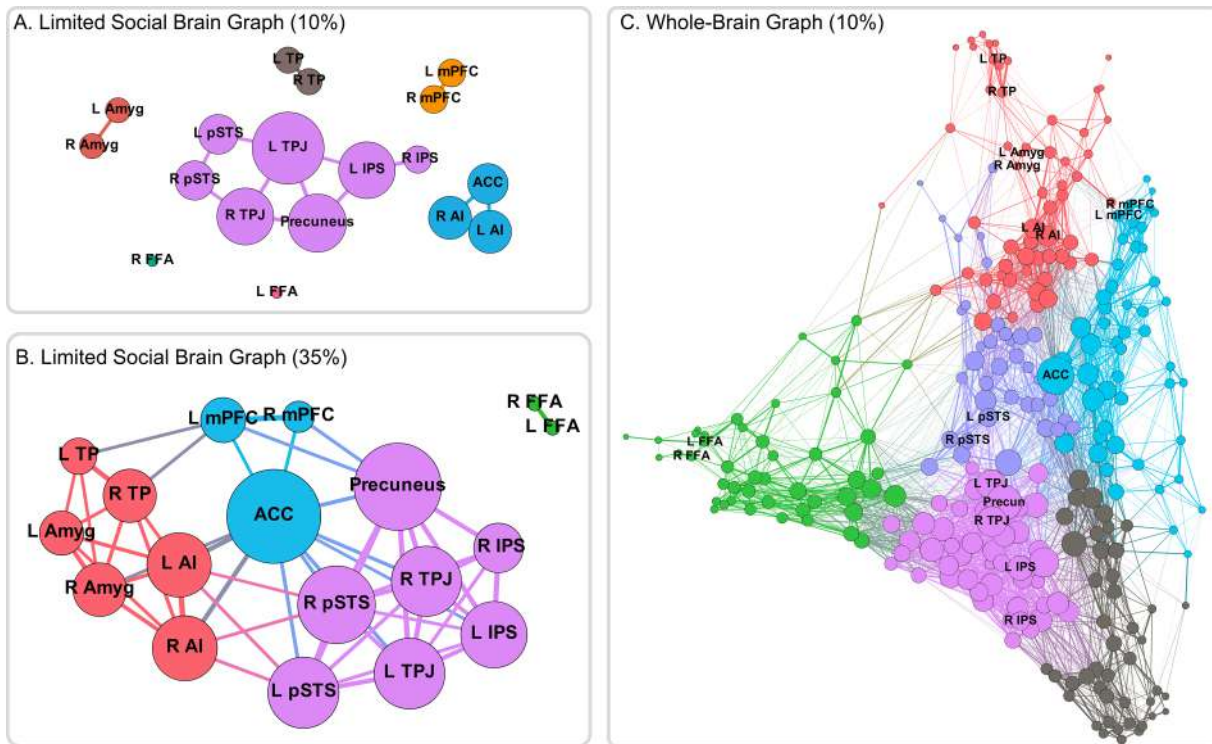 A. Limited Social Brain Graph (10%)
L TP
R TP
L mPFC
R mPFC
L Amyg
R Amyg
L pSTS
L TPJ
R pSTS
L IPS
R IPS
R TPJ
Precuneus
ACC
R AI
L AI
R FFA
L FFA
B. Limited Social Brain Graph (35%)
L mPFC
R mPFC
R FFA
L FFA
L TP
R TP
Precuneus
ACC
L Amyg
R Amyg
L AI
R IPS
R TPJ
R pSTS
L IPS
R AI
L TPJ
L pSTS
C. Whole-Brain Graph (10%)
L TP
R TP
L Amyg
R Amyg
R mPFC
L mPFC
L AI
R AI
ACC
L pSTS
R pSTS
L FFA
R FFA
L TPJ
Precun
R TPJ
L IPS
R IPS